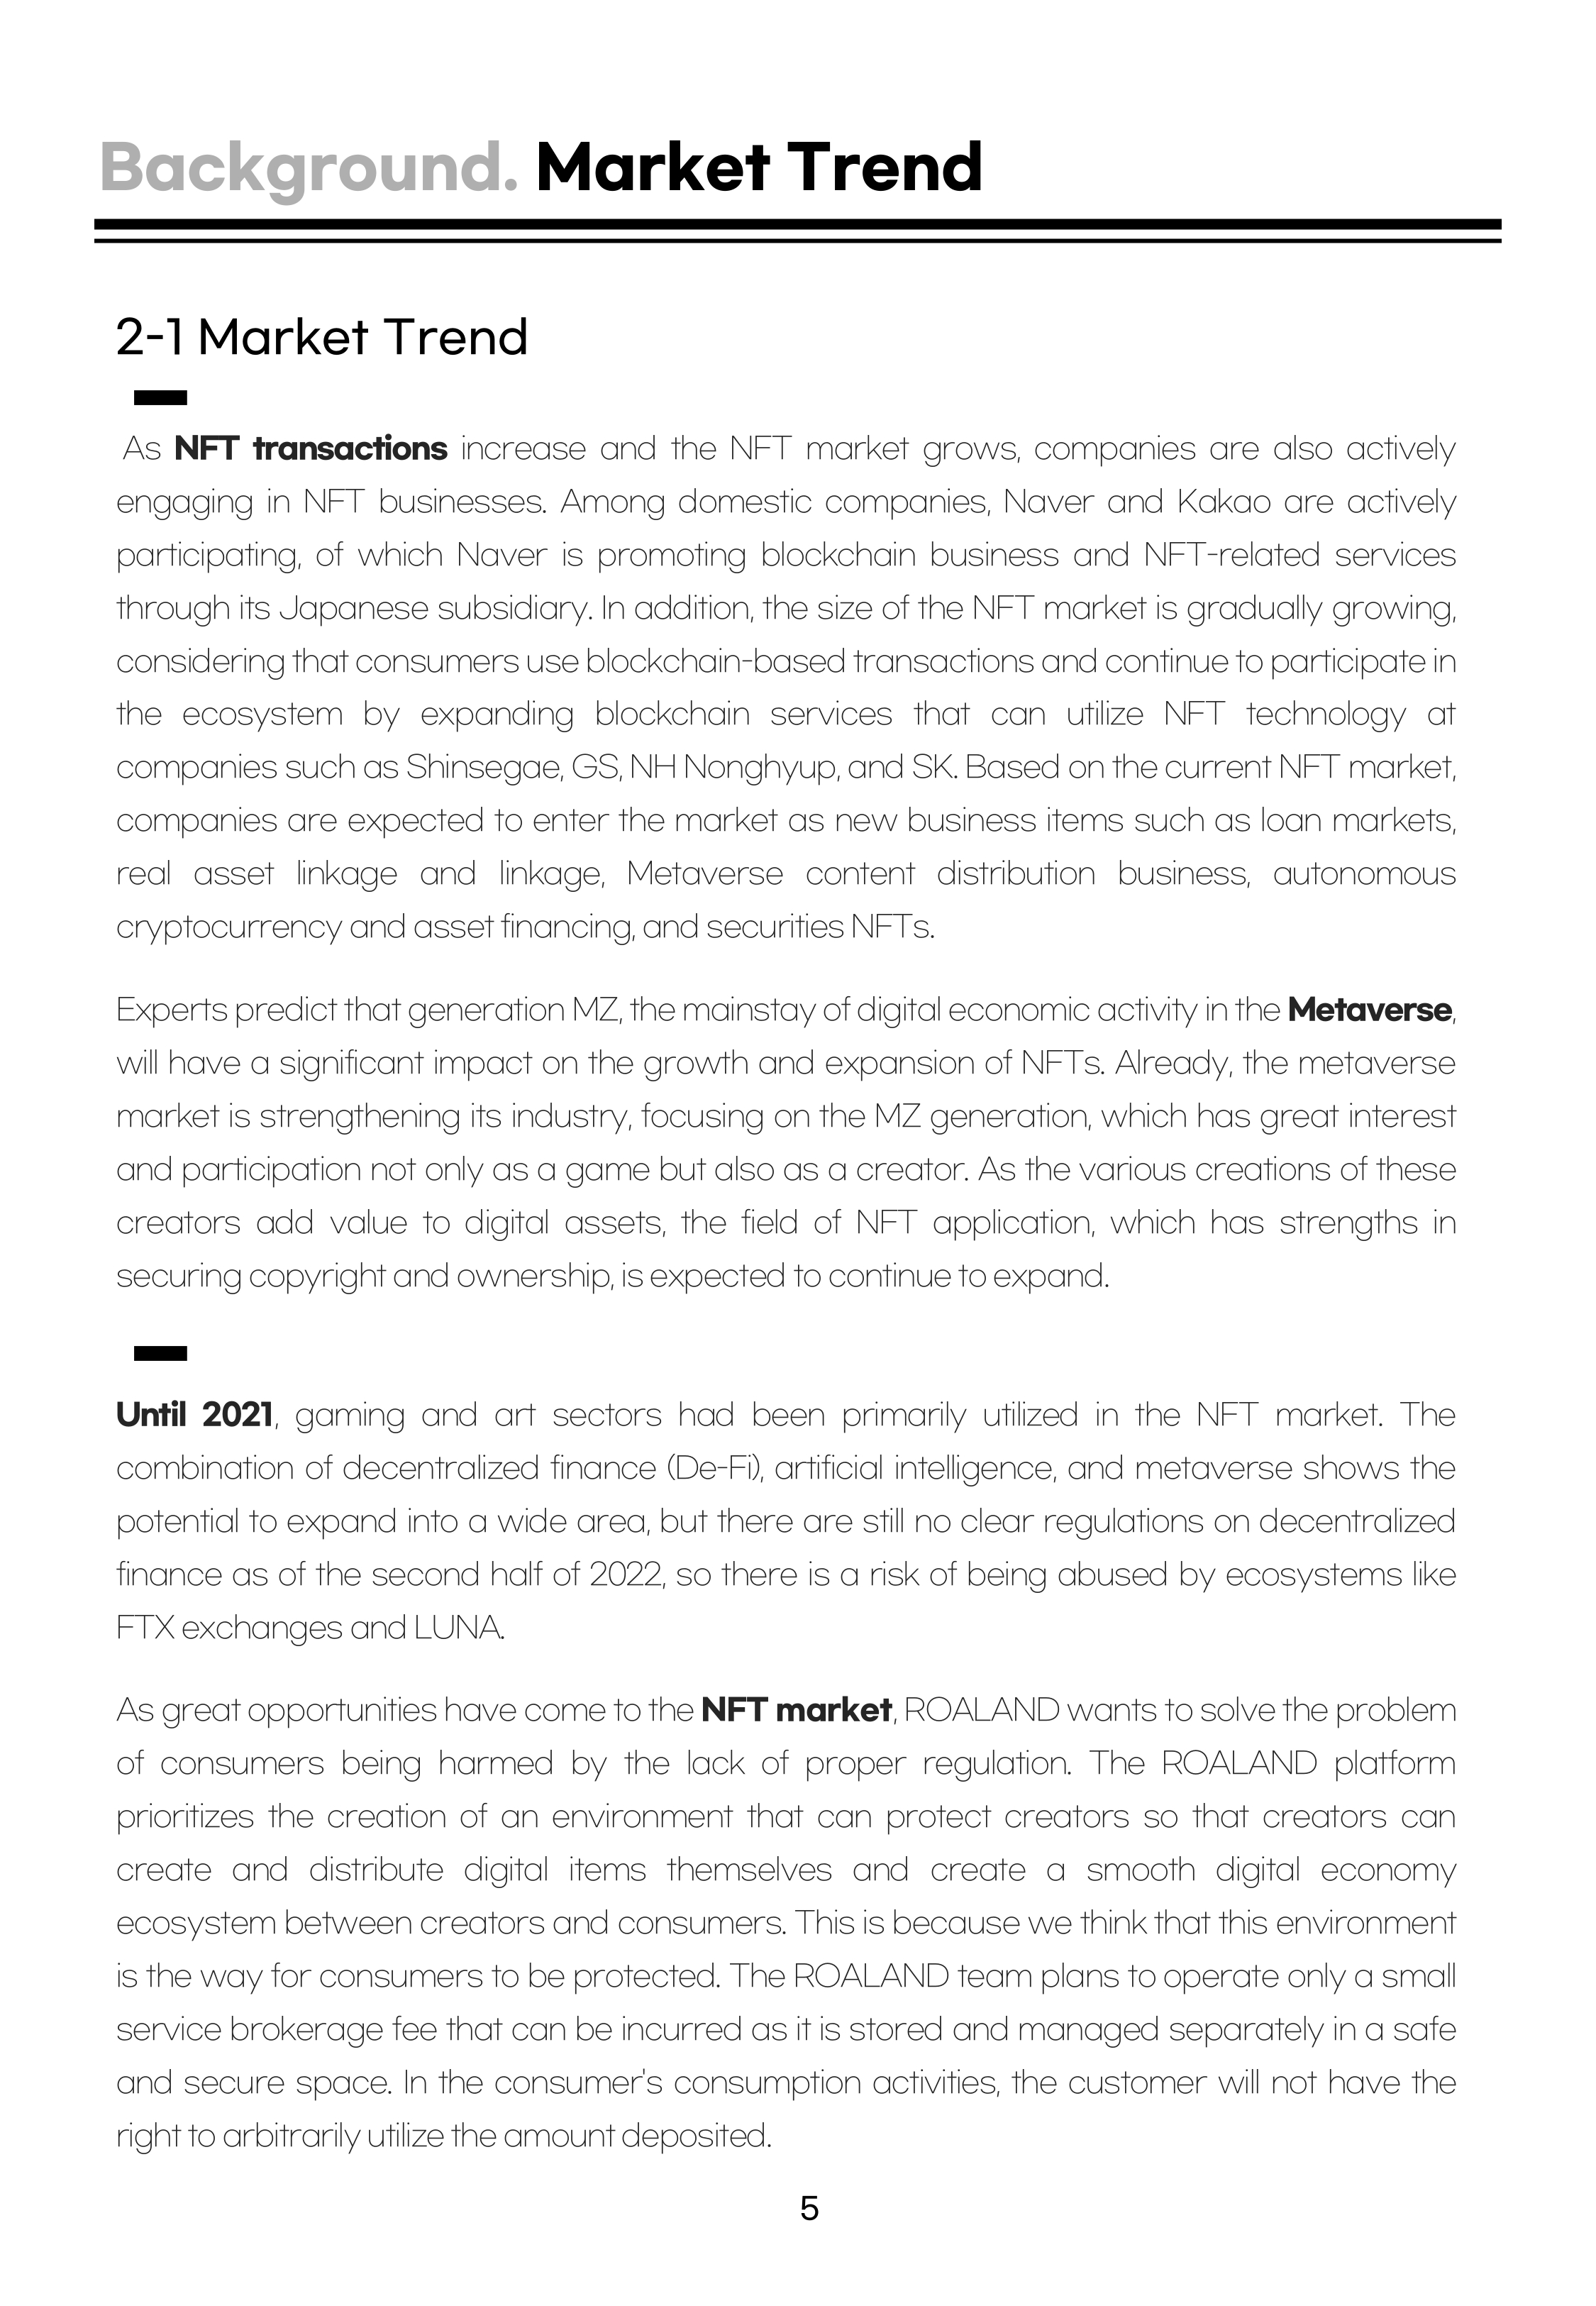 Background. Market Trend
2-1 Market Trend
As NFT transactions increase and the NFT market grows, companies are also actively
engaging in NFT businesses. Among domestic companies, Naver and Kakao are actively
participating, of which Naver is promoting blockchain business and NFT-related services
through its Japanese subsidiary. In addition, the size of the NFT market is gradually growing,
considering that consumers use blockchain-based transactions and continue to participate in
the ecosystem by expanding blockchain services that can utilize NFT technology at
companies such as Shinsegae, GS, NH Nonghyup, and SK. Based on the current NFT market,
companies are expected to enter the market as new business items such as loan markets,
real asset linkage and linkage, Metaverse content distribution business, autonomous
cryptocurrency and asset financing, and securities NFTs.
Experts predict that generation MZ, the mainstay of digital economic activity in the Metaverse,
will have a significant impact on the growth and expansion of NFTs. Already, the metaverse
market is strengthening its industry, focusing on the MZ generation, which has great interest
and participation not only as a game but also as a creator. As the various creations of these
creators add value to digital assets, the field of NFT application, which has strengths in
securing copyright and ownership, is expected to continue to expand.
Until 2021, gaming and art sectors had been primarily utilized in the NFT market. The
combination of decentralized finance (De-Fi), artificial intelligence, and metaverse shows the
potential to expand into a wide area, but there are still no clear regulations on decentralized
finance as of the second half of 2022, so there is a risk of being abused by ecosystems like
FTX exchanges and LUNA.
As great opportunities have come to the NFT market, ROALAND wants to solve the problem
of consumers being harmed by the lack of proper regulation. The ROALAND platform
prioritizes the creation of an environment that can protect creators so that creators can
create and distribute digital items themselves and create a smooth digital economy
ecosystem between creators and consumers. This is because we think that this environment
is the way for consumers to be protected. The ROALAND team plans to operate only a small
service brokerage fee that can be incurred as it is stored and managed separately in a safe
and secure space. In the consumer's consumption activities, the customer will not have the
right to arbitrarily utilize the amount deposited.
5